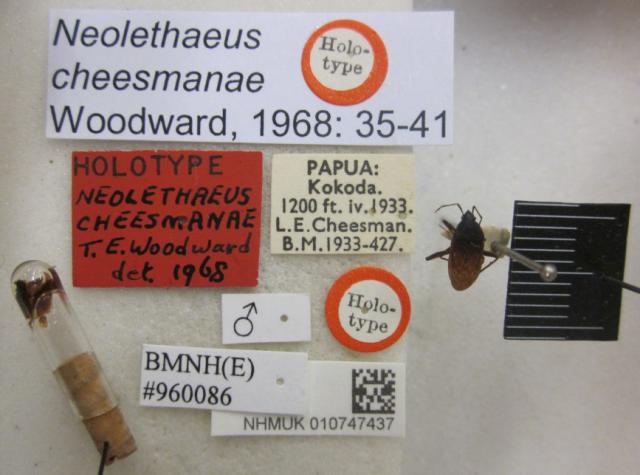 Neolethaeus
cheesmanae
Woodward, 1968: 35-41
Holo-
type
HOLOTYPE
NEOLETHAEUS
CHEESMANAE
T. E. Woodward
det. 1968
PAPUA:
Kokoda.
1200 ft. iv.1933.
L.E.Cheesman.
B.M.1933-427.
♂
Holo-
type
BMNH(E)
#960086
NHMUK 010747437